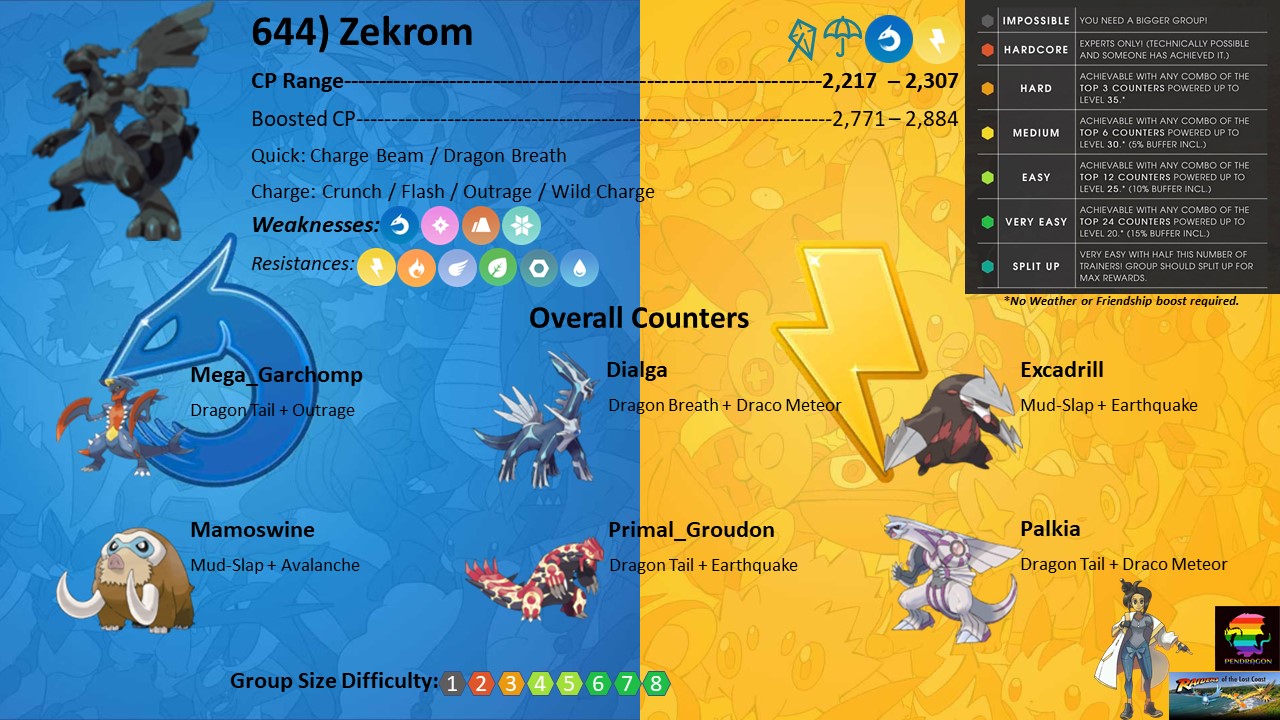 644) Zekrom
CP Range------------------------------------------------------------------------2,217 – 2,307
Boosted CP------------------------------------------------------------------------2,771 – 2,884
Quick: Charge Beam / Dragon Breath
Charge: Crunch / Flash / Outrage / Wild Charge
Weaknesses:
Resistances:
IMPOSSIBLE YOU NEED A BIGGER GROUP!
HARDCORE EXPERTS ONLY! (TECHNICALLY POSSIBLE
AND SOMEONE HAS ACHIEVED IT.)
HARD ACHIEVABLE WITH ANY COMBO OF THE
TOP 3 COUNTERS POWERED UP TO
LEVEL 35.*
MEDIUM ACHIEVABLE WITH ANY COMBO OF THE
TOP 6 COUNTERS POWERED UP TO
LEVEL 30.* (5% BUFFER INCL.)
EASY ACHIEVABLE WITH ANY COMBO OF THE
TOP 12 COUNTERS POWERED UP TO
LEVEL 25.* (10% BUFFER INCL.)
VERY EASY ACHIEVABLE WITH ANY COMBO OF THE
TOP 24 COUNTERS POWERED UP TO
LEVEL 20.* (15% BUFFER INCL.)
SPLIT UP VERY EASY WITH HALF THIS NUMBER OF
TRAINERS! GROUP SHOULD SPLIT UP FOR
MAX REWARDS.
*No Weather or Friendship boost required.
Overall Counters
Mega_Garchomp
Dragon Tail + Outrage
Dialga
Dragon Breath + Draco Meteor
Excadrill
Mud-Slap + Earthquake
Mamoswine
Mud-Slap + Avalanche
Primal_Groudon
Dragon Tail + Earthquake
Palkia
Dragon Tail + Draco Meteor
Group Size Difficulty: 1 2 3 4 5 6 7 8
PENDRAGON
RAIDERS of the Lost Coast